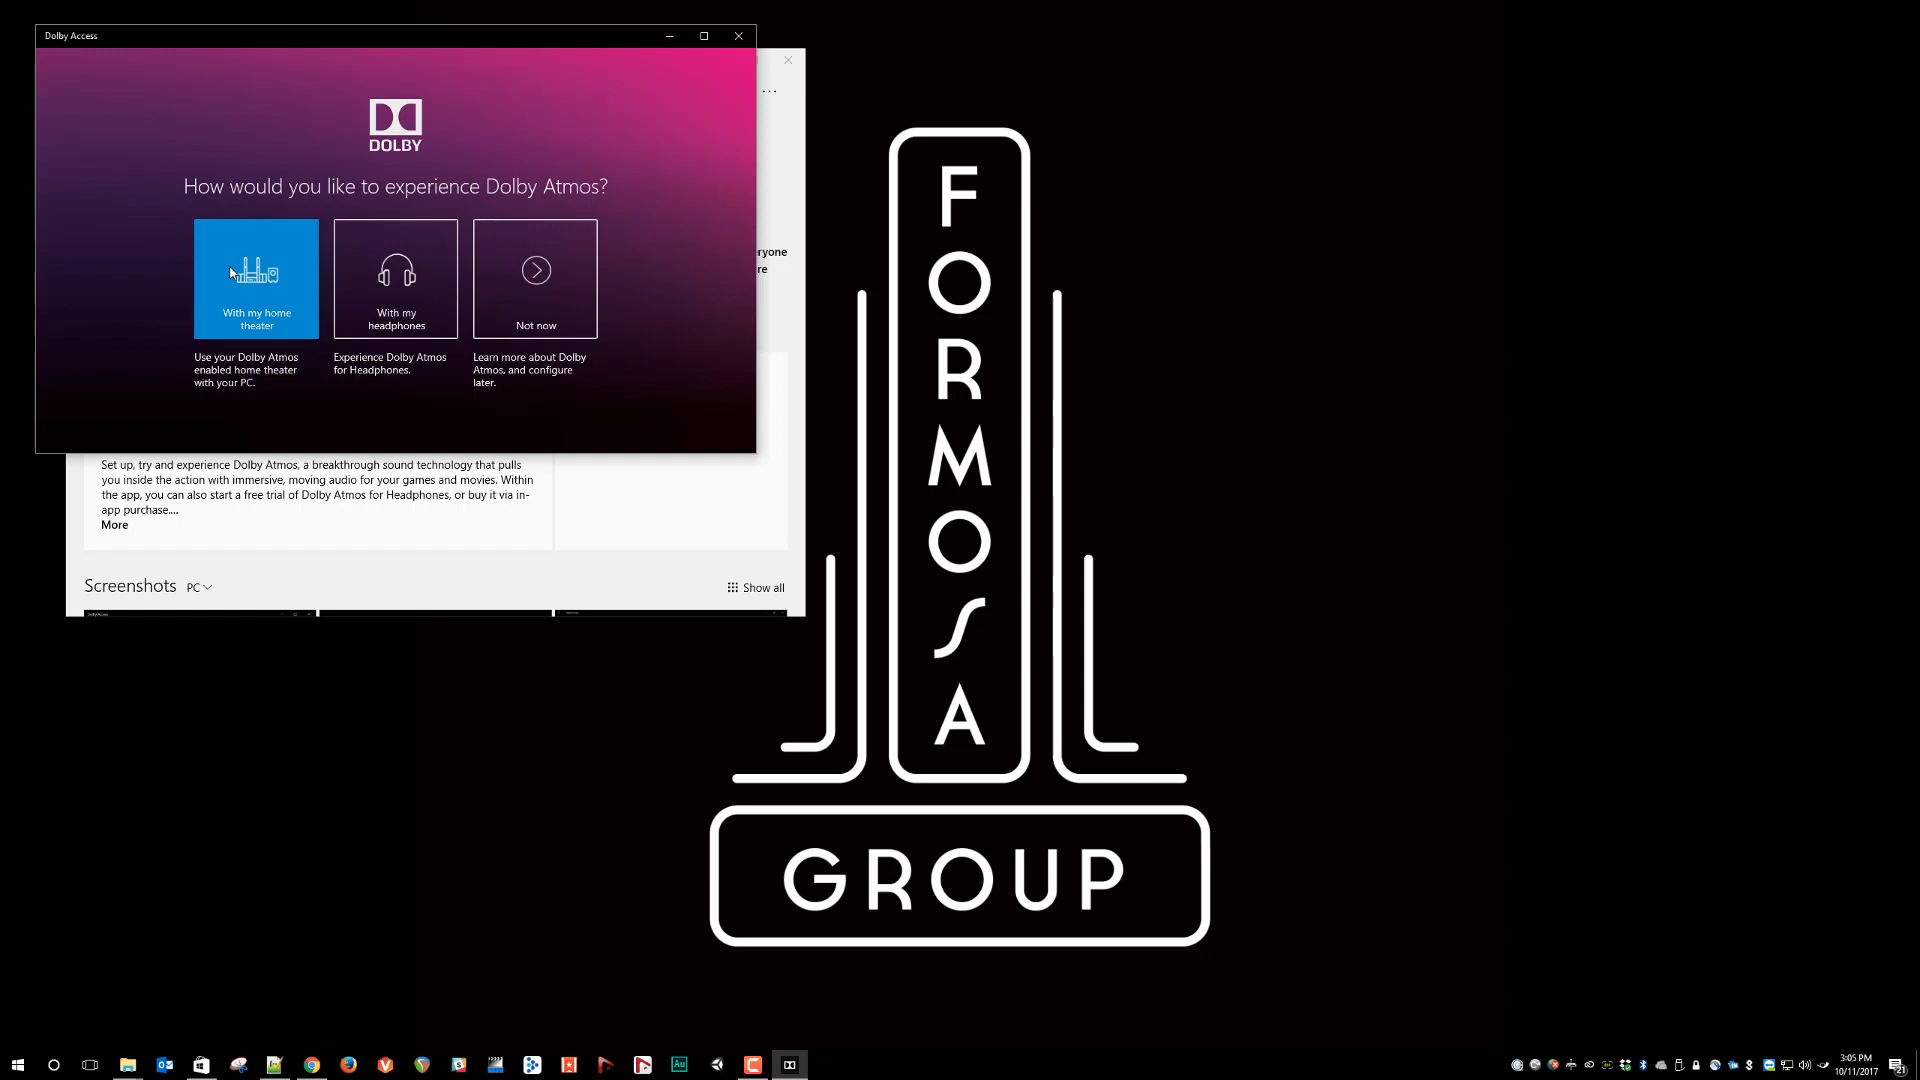 Dolby Access
DOLBY
How would you like to experience Dolby Atmos?
With my home
theater
With my
headphones
Not now
Use your Dolby Atmos
enabled home theater
with your PC.
Experience Dolby Atmos
for Headphones.
Learn more about Dolby
Atmos, and configure
later.
...
ryone
re
Set up, try and experience Dolby Atmos, a breakthrough sound technology that pulls
you inside the action with immersive, moving audio for your games and movies. Within
the app, you can also start a free trial of Dolby Atmos for Headphones, or buy it via in-
app purchase....
More
Screenshots PC
Show all
FORMOSA
GROUP
Au
3:05 PM
10/11/2017
21